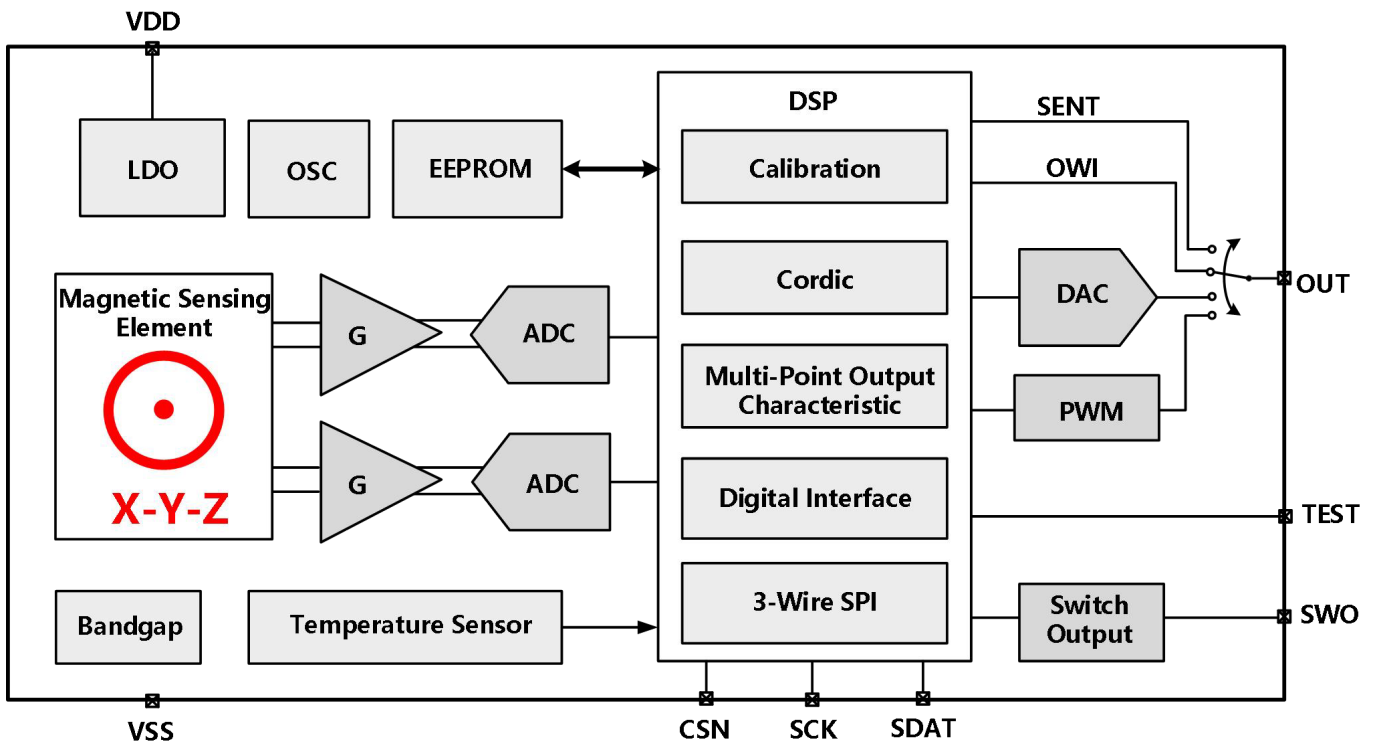 VDD
DSP
SENT
LDO
OSC
EEPROM
Calibration
OWI
Magnetic Sensing
Element
G
ADC
Cordic
DAC
OUT
Multi-Point Output
Characteristic
PWM
X-Y-Z
G
ADC
Digital Interface
TEST
Bandgap
Temperature Sensor
3-Wire SPI
Switch
Output
SWO
VSS
CSN
SCK
SDAT